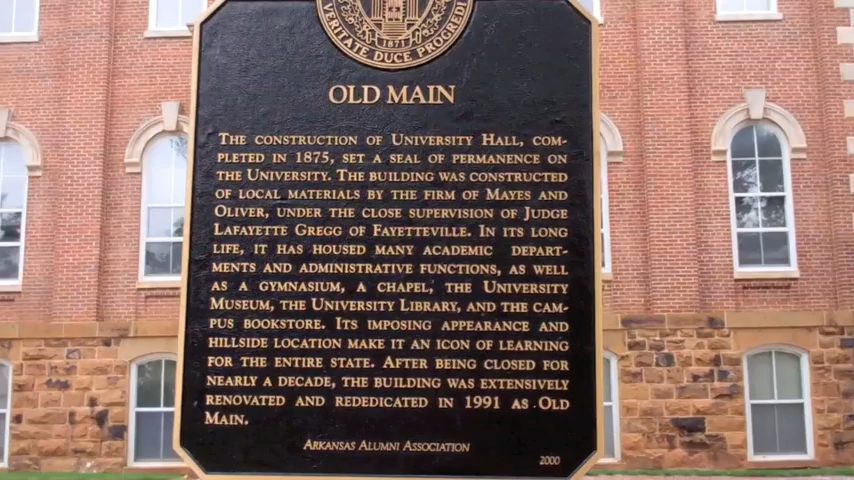 1871
VERITATE DUCE PROGREDI
OLD MAIN
THE CONSTRUCTION OF UNIVERSITY HALL, COM-
PLETED IN 1875, SET A SEAL OF PERMANENCE ON
THE UNIVERSITY. THE BUILDING WAS CONSTRUCTED
OF LOCAL MATERIALS BY THE FIRM OF MAYES AND
OLIVER, UNDER THE CLOSE SUPERVISION OF JUDGE
LAFAYETTE GREGG OF FAYETTEVILLE. IN ITS LONG
LIFE, IT HAS HOUSED MANY ACADEMIC DEPART-
MENTS AND ADMINISTRATIVE FUNCTIONS, AS WELL
AS A GYMNASIUM, A CHAPEL, THE UNIVERSITY
MUSEUM, THE UNIVERSITY LIBRARY, AND THE CAM-
PUS BOOKSTORE. ITS IMPOSING APPEARANCE AND
HILLSIDE LOCATION MAKE IT AN ICON OF LEARNING
FOR THE ENTIRE STATE. AFTER BEING CLOSED FOR
NEARLY A DECADE, THE BUILDING WAS EXTENSIVELY
RENOVATED AND REDEDICATED IN 1991 AS OLD
MAIN.
ARKANSAS ALUMNI ASSOCIATION
2000